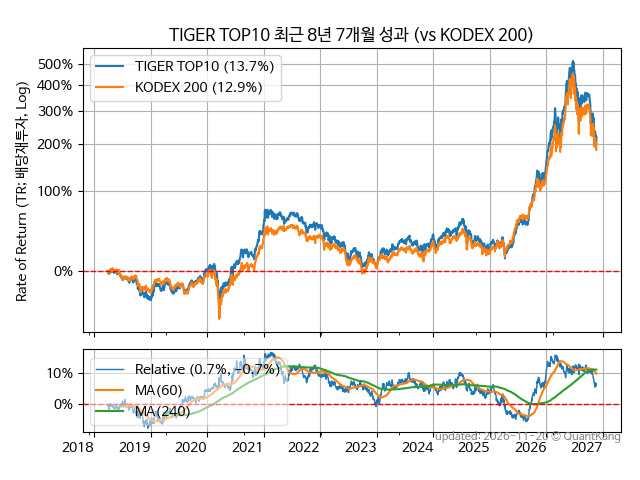 TIGER TOP10 최근 8년 7개월 성과 (vs KODEX 200)
Rate of Return (TR: 배당재투자, Log)
500%
400%
300%
200%
100%
0%
TIGER TOP10 (13.7%)
KODEX 200 (12.9%)
10%
0%
Relative (0.7%, −0.7%)
MA(60)
MA(240)
2018 2019 2020 2021 2022 2023 2024 2025 2026 2027
updated: 2026-11-20 © QuantKang